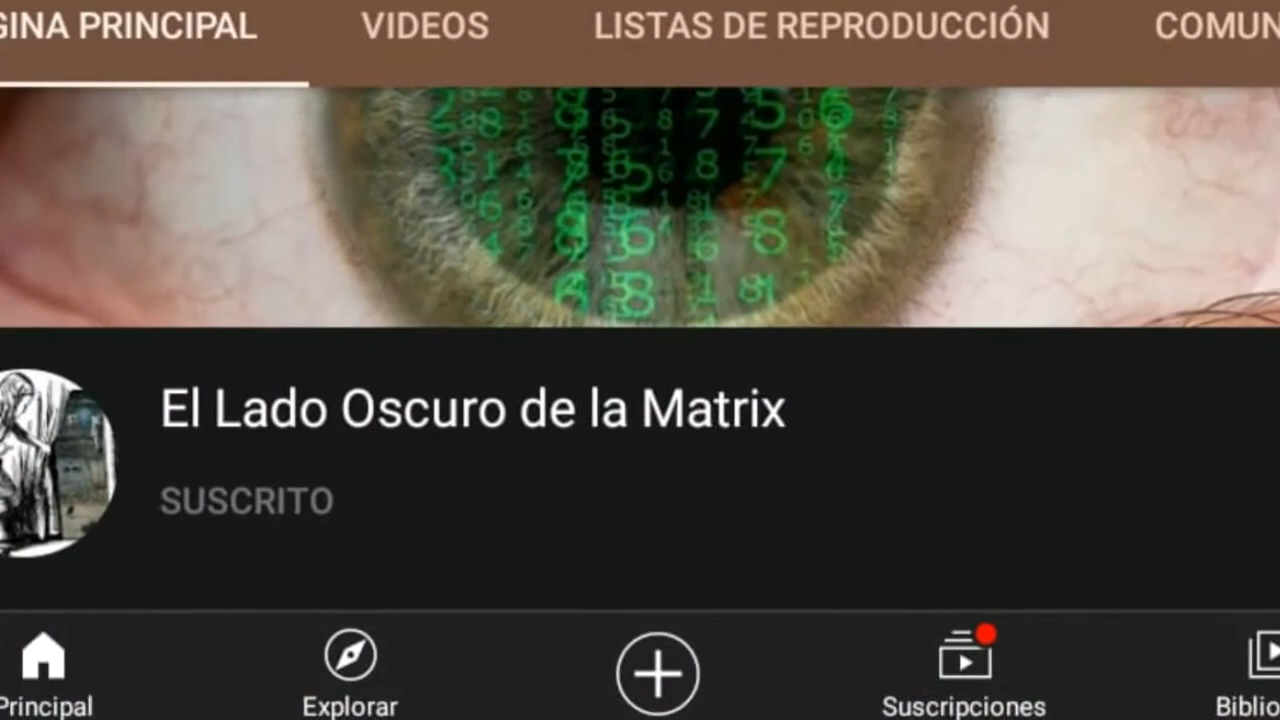 GINA PRINCIPAL VIDEOS LISTAS DE REPRODUCCIÓN COMUN
El Lado Oscuro de la Matrix
SUSCRITO
Principal Explorar Suscripciones Biblio